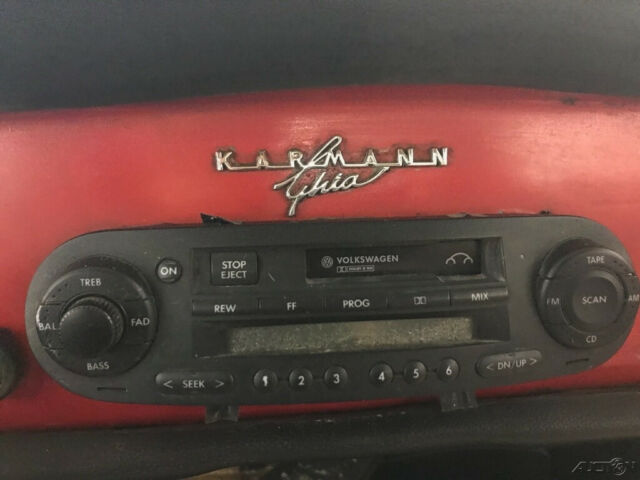 KARMANN
Ghia
TREB
BAL
FAD
BASS
ON
STOP
EJECT
VOLKSWAGEN
REW FF PROG MIX
< SEEK > 1 2 3 4 5 6 < DN/UP >
TAPE
FM SCAN AM
CD